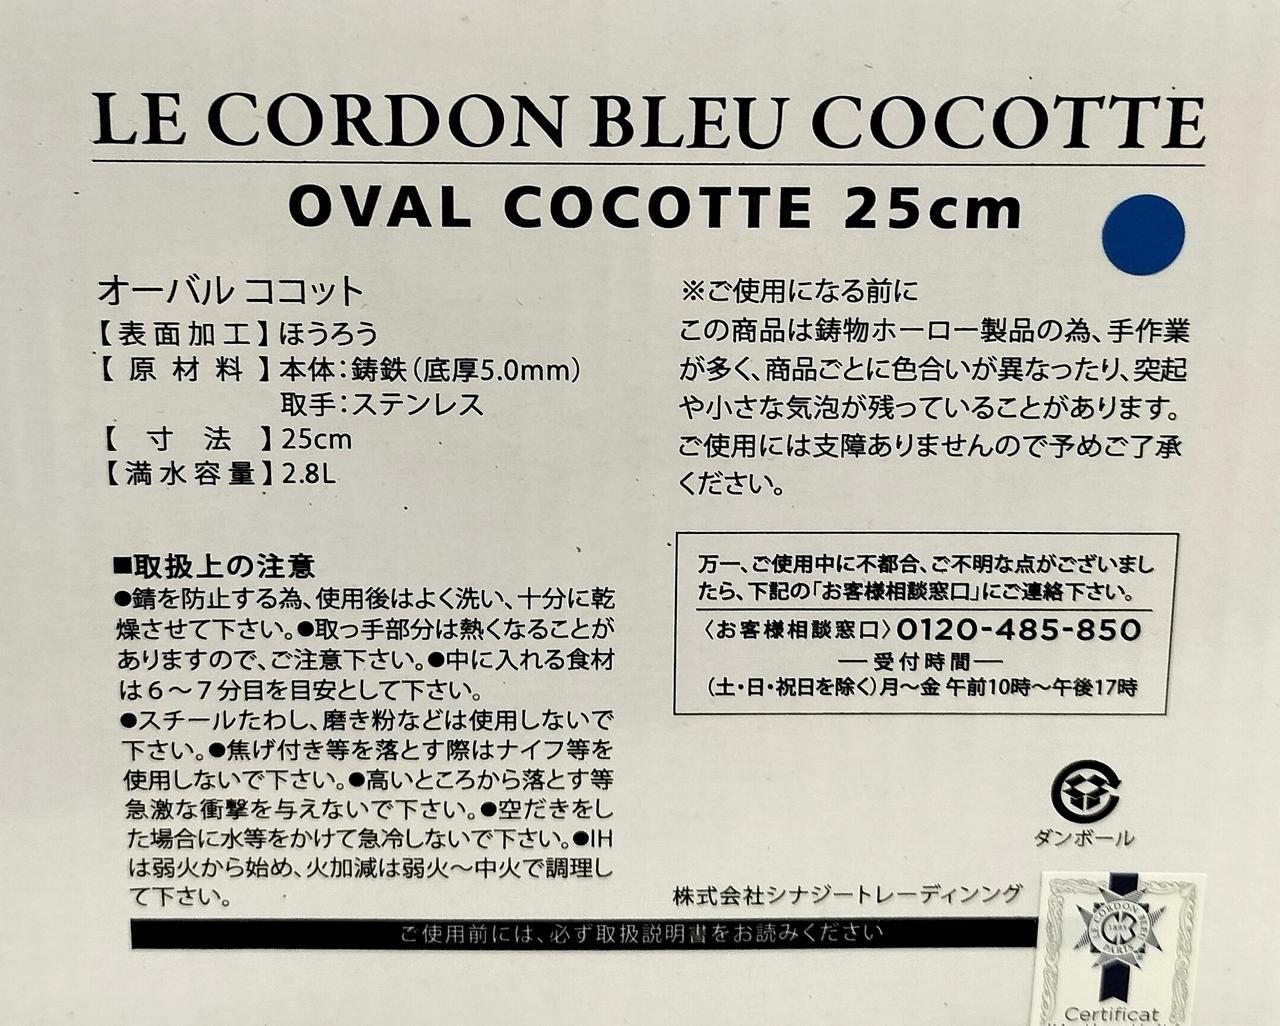 LE CORDON BLEU COCOTTE
OVAL COCOTTE 25cm
オーバル ココット
【表面加工】ほうろう
【原材料】本体：鋳鉄（底厚5.0mm）
取手：ステンレス
【寸法】25cm
【満水容量】2.8L
■取扱上の注意
●錆を防止する為、使用後はよく洗い、十分に乾
燥させて下さい。●取っ手部分は熱くなることが
ありますので、ご注意下さい。●中に入れる食材
は６～７分目を目安として下さい。
●スチールたわし、磨き粉などは使用しないで
下さい。●焦げ付き等を落とす際はナイフ等を
使用しないで下さい。●高いところから落とす等
急激な衝撃を与えないで下さい。●空だきをし
た場合に水等をかけて急冷しないで下さい。●IH
は弱火から始め、火加減は弱火～中火で調理し
て下さい。
※ご使用になる前に
この商品は鋳物ホーロー製品の為、手作業
が多く、商品ごとに色合いが異なったり、突起
や小さな気泡が残っていることがあります。
ご使用には支障ありませんので予めご了承
ください。
万一、ご使用中に不都合、ご不明な点がございまし
たら、下記の「お客様相談窓口」にご連絡下さい。
〈お客様相談窓口〉0120-485-850
―受付時間―
（土・日・祝日を除く）月～金 午前10時～午後17時
ダンボール
株式会社シナジートレーディンング
ご使用前には、必ず取扱説明書をお読みください
LE CORDON BLEU
1895
PARIS
Certificat